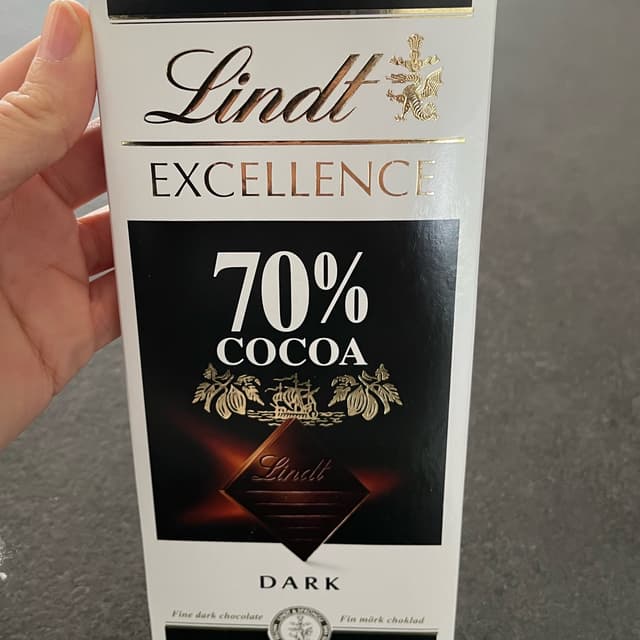 Lindt
EXCELLENCE
70%
COCOA
Lindt
DARK
Fine dark chocolate Fin mörk choklad